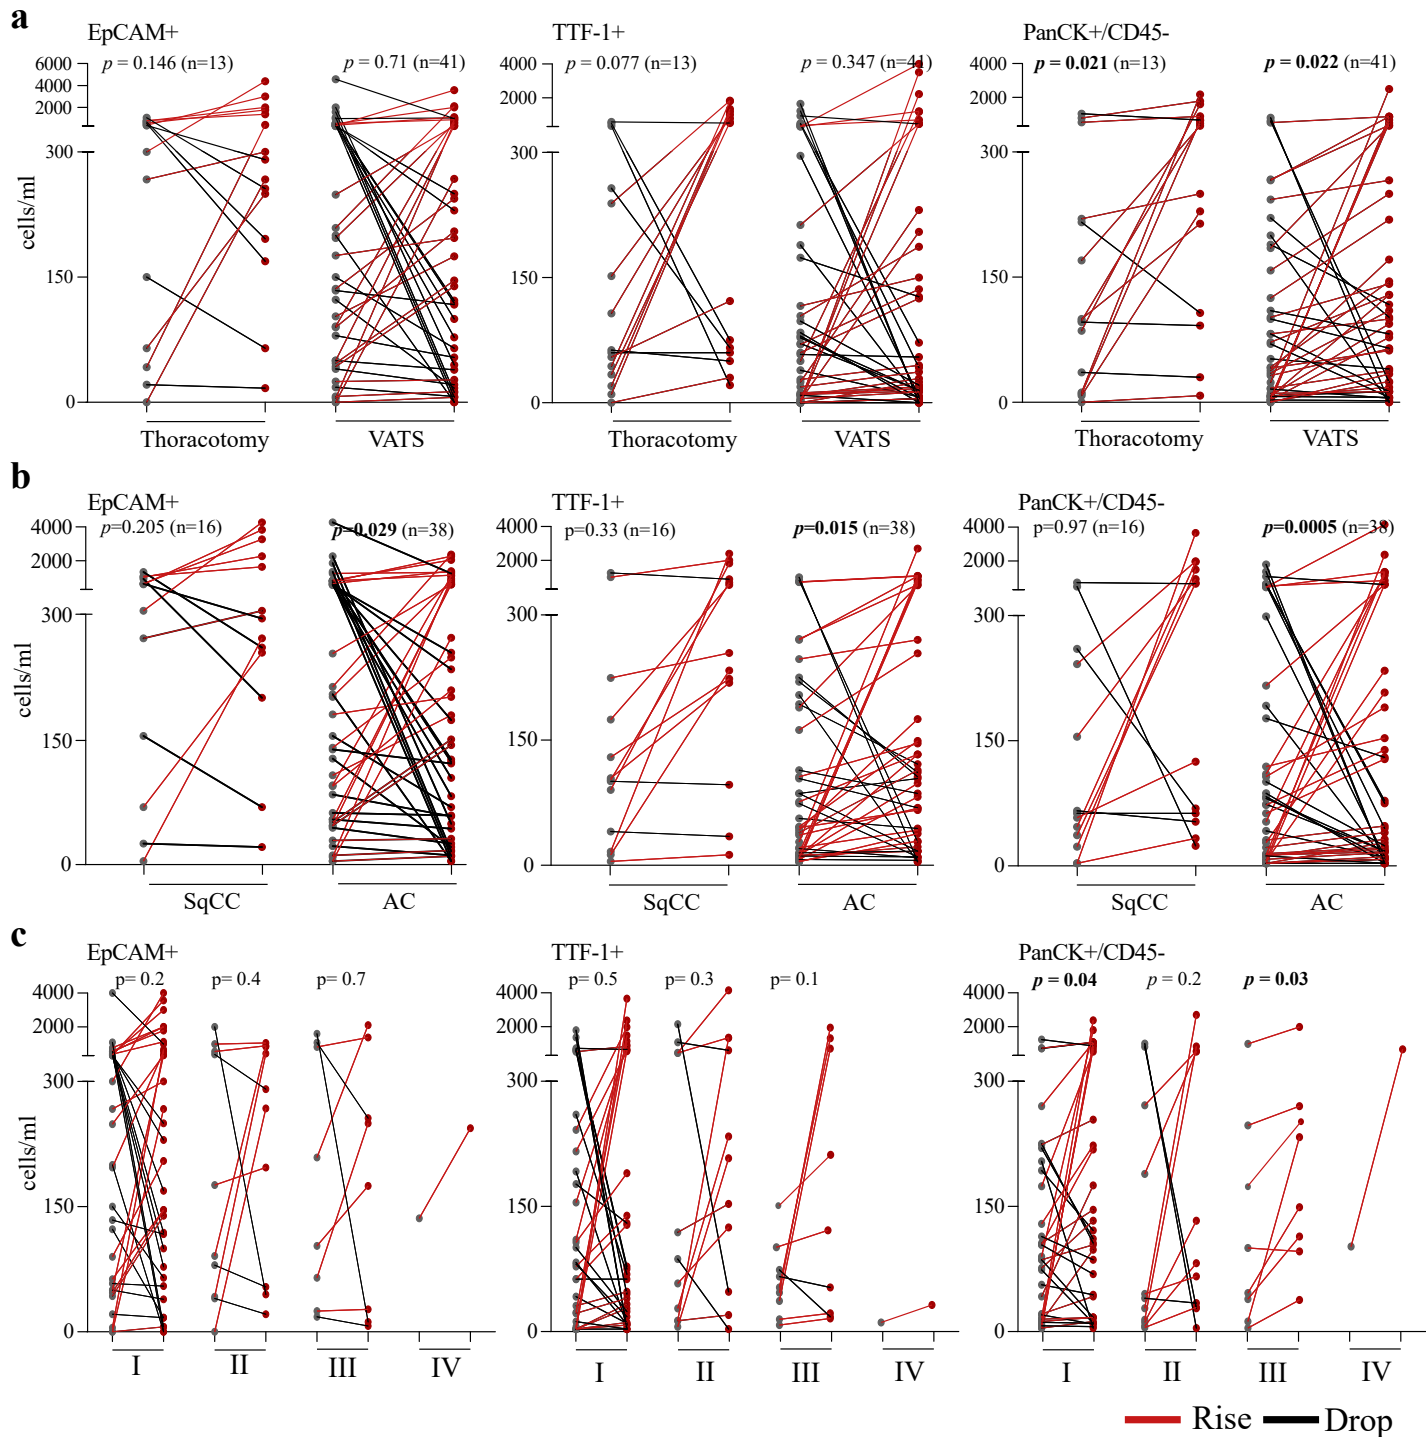 a
EpCAM+ TTF-1+ PanCK+/CD45-
p = 0.146 (n=13) p = 0.71 (n=41) p = 0.077 (n=13) p = 0.347 (n=41) p = 0.021 (n=13) p = 0.022 (n=41)
6000 4000 4000
4000 2000 2000
2000
300 300 300
cells/ml
150 150 150
0 0 0
Thoracotomy VATS Thoracotomy VATS Thoracotomy VATS
b
EpCAM+ TTF-1+ PanCK+/CD45-
p=0.205 (n=16) p=0.029 (n=38) p=0.33 (n=16) p=0.015 (n=38) p=0.97 (n=16) p=0.0005 (n=38)
4000 4000 4000
2000 2000 2000
300 300 300
cells/ml
150 150 150
0 0 0
SqCC AC SqCC AC SqCC AC
c
EpCAM+ TTF-1+ PanCK+/CD45-
p= 0.2 p= 0.4 p= 0.7 p= 0.5 p= 0.3 p= 0.1 p = 0.04 p = 0.2 p = 0.03
4000 4000 4000
2000 2000 2000
300 300 300
cells/ml
150 150 150
0 0 0
I II III IV I II III IV I II III IV
Rise Drop